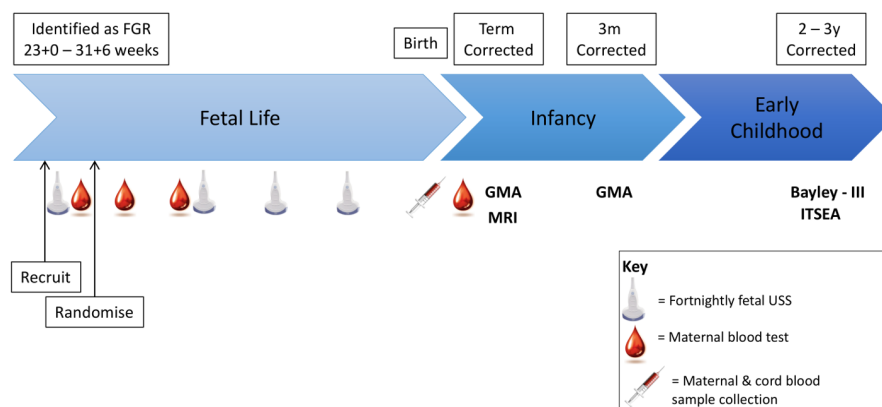 Identified as FGR
23+0 – 31+6 weeks
Birth
Term
Corrected
3m
Corrected
2 – 3y
Corrected
Fetal Life
Infancy
Early
Childhood
GMA
MRI
GMA
Bayley - III
ITSEA
Recruit
Randomise
Key
= Fortnightly fetal USS
= Maternal blood test
= Maternal & cord blood
sample collection